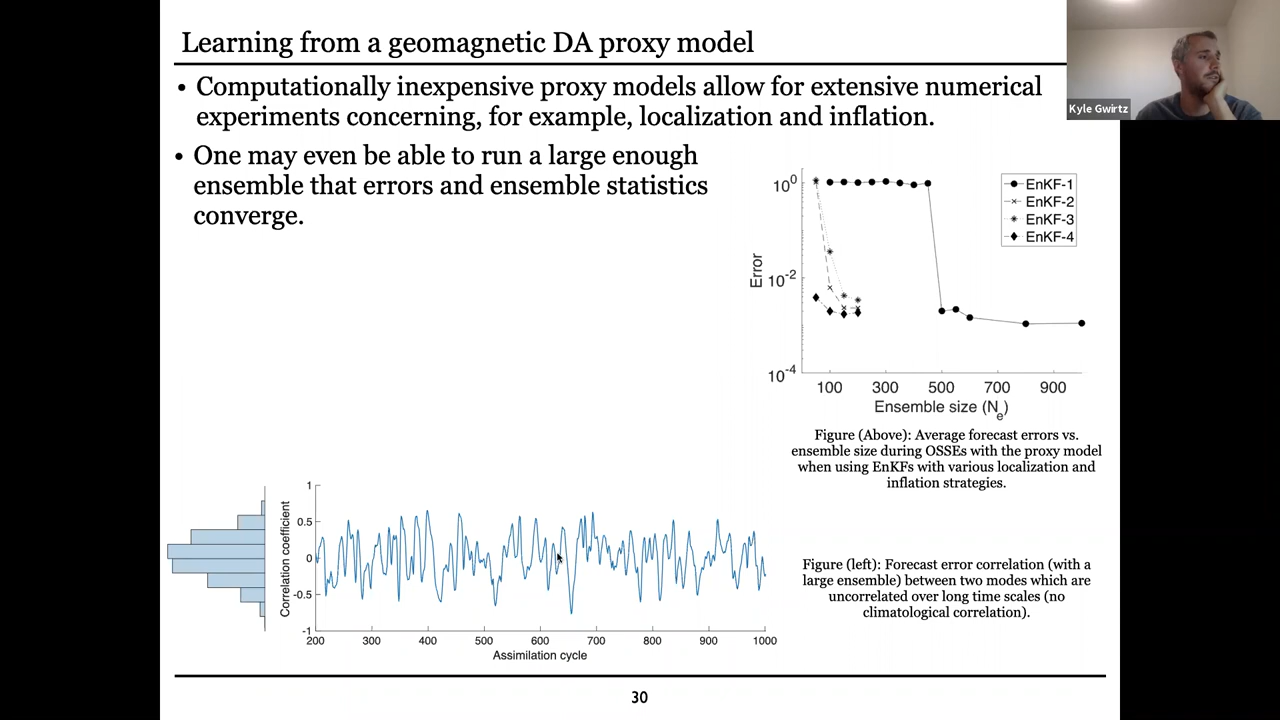 Learning from a geomagnetic DA proxy model
• Computationally inexpensive proxy models allow for extensive numerical
experiments concerning, for example, localization and inflation.
• One may even be able to run a large enough
ensemble that errors and ensemble statistics
converge.
Kyle Gwirtz
10^0
10^-2
10^-4
Error
EnKF-1
EnKF-2
EnKF-3
EnKF-4
100 300 500 700 900
Ensemble size (N_e)
Figure (Above): Average forecast errors vs.
ensemble size during OSSEs with the proxy model
when using EnKFs with various localization and
inflation strategies.
Correlation coefficient
1
0.5
0
-0.5
-1
200 300 400 500 600 700 800 900 1000
Assimilation cycle
Figure (left): Forecast error correlation (with a
large ensemble) between two modes which are
uncorrelated over long time scales (no
climatological correlation).
30